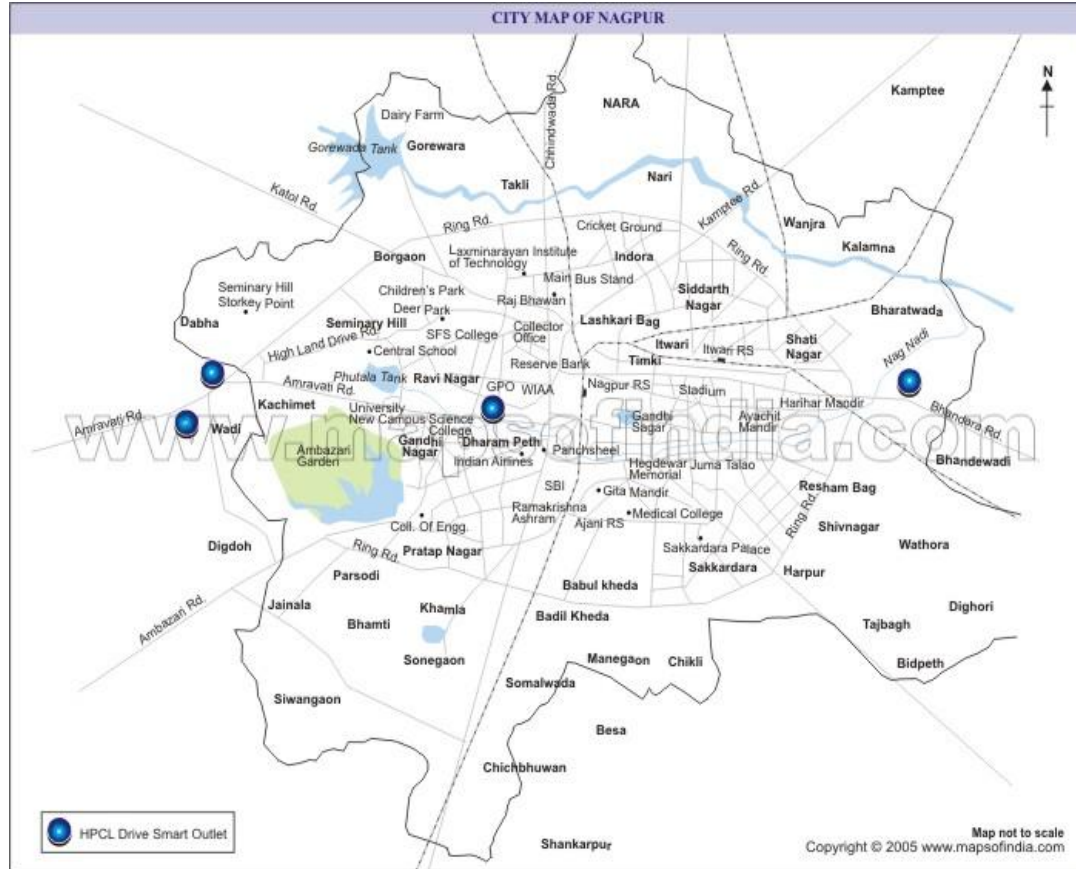 CITY MAP OF NAGPUR
N
Kamptee
NARA
Chhindwada Rd.
Dairy Farm
Gorewada Tank
Gorewara
Takli
Nari
Katol Rd.
Kamptee Rd.
Wanjra
Ring Rd.
Cricket Ground
Kalamna
Laxminarayan Institute
of Technology
Indora
Ring Rd.
Borgaon
Main Bus Stand
Seminary Hill
Storkey Point
Children's Park
Raj Bhawan
Siddarth
Nagar
Deer Park
Bharatwada
Dabha
Seminary Hill
SFS College
Collector
Office
Lashkari Bag
High Land Drive Rd.
Central School
Itwari
Itwari RS
Shati
Nagar
Nag Nadi
Reserve Bank
Timki
Phutala Tank
Ravi Nagar
GPO
WIAA
Nagpur RS
Stadium
Amravati Rd.
Kachimet
University
New Campus Science
College
Harihar Mandir
Amravati Rd.
Wadi
Gandhi
Sagar
Ayachit
Mandir
Bhandara Rd.
www.mapsofindia.com
Ambazari
Garden
Gandhi
Nagar
Dharam Peth
Indian Airlines
Panchsheel
Bhandewadi
Hegdewar
Memorial
Juma Talao
SBI
Gita Mandir
Resham Bag
Ramakrishna
Ashram
Ajani RS
Medical College
Ring Rd.
Shivnagar
Coll. Of Engg.
Wathora
Digdoh
Ring Rd.
Pratap Nagar
Sakkardara Palace
Sakkardara
Harpur
Parsodi
Babul kheda
Jainala
Khamla
Badil Kheda
Dighori
Ambazari Rd.
Bhamti
Tajbagh
Sonegaon
Manegaon
Chikli
Bidpeth
Somalwada
Siwangaon
Besa
Chichbhuwan
HPCL Drive Smart Outlet
Shankarpur
Map not to scale
Copyright © 2005 www.mapsofindia.com